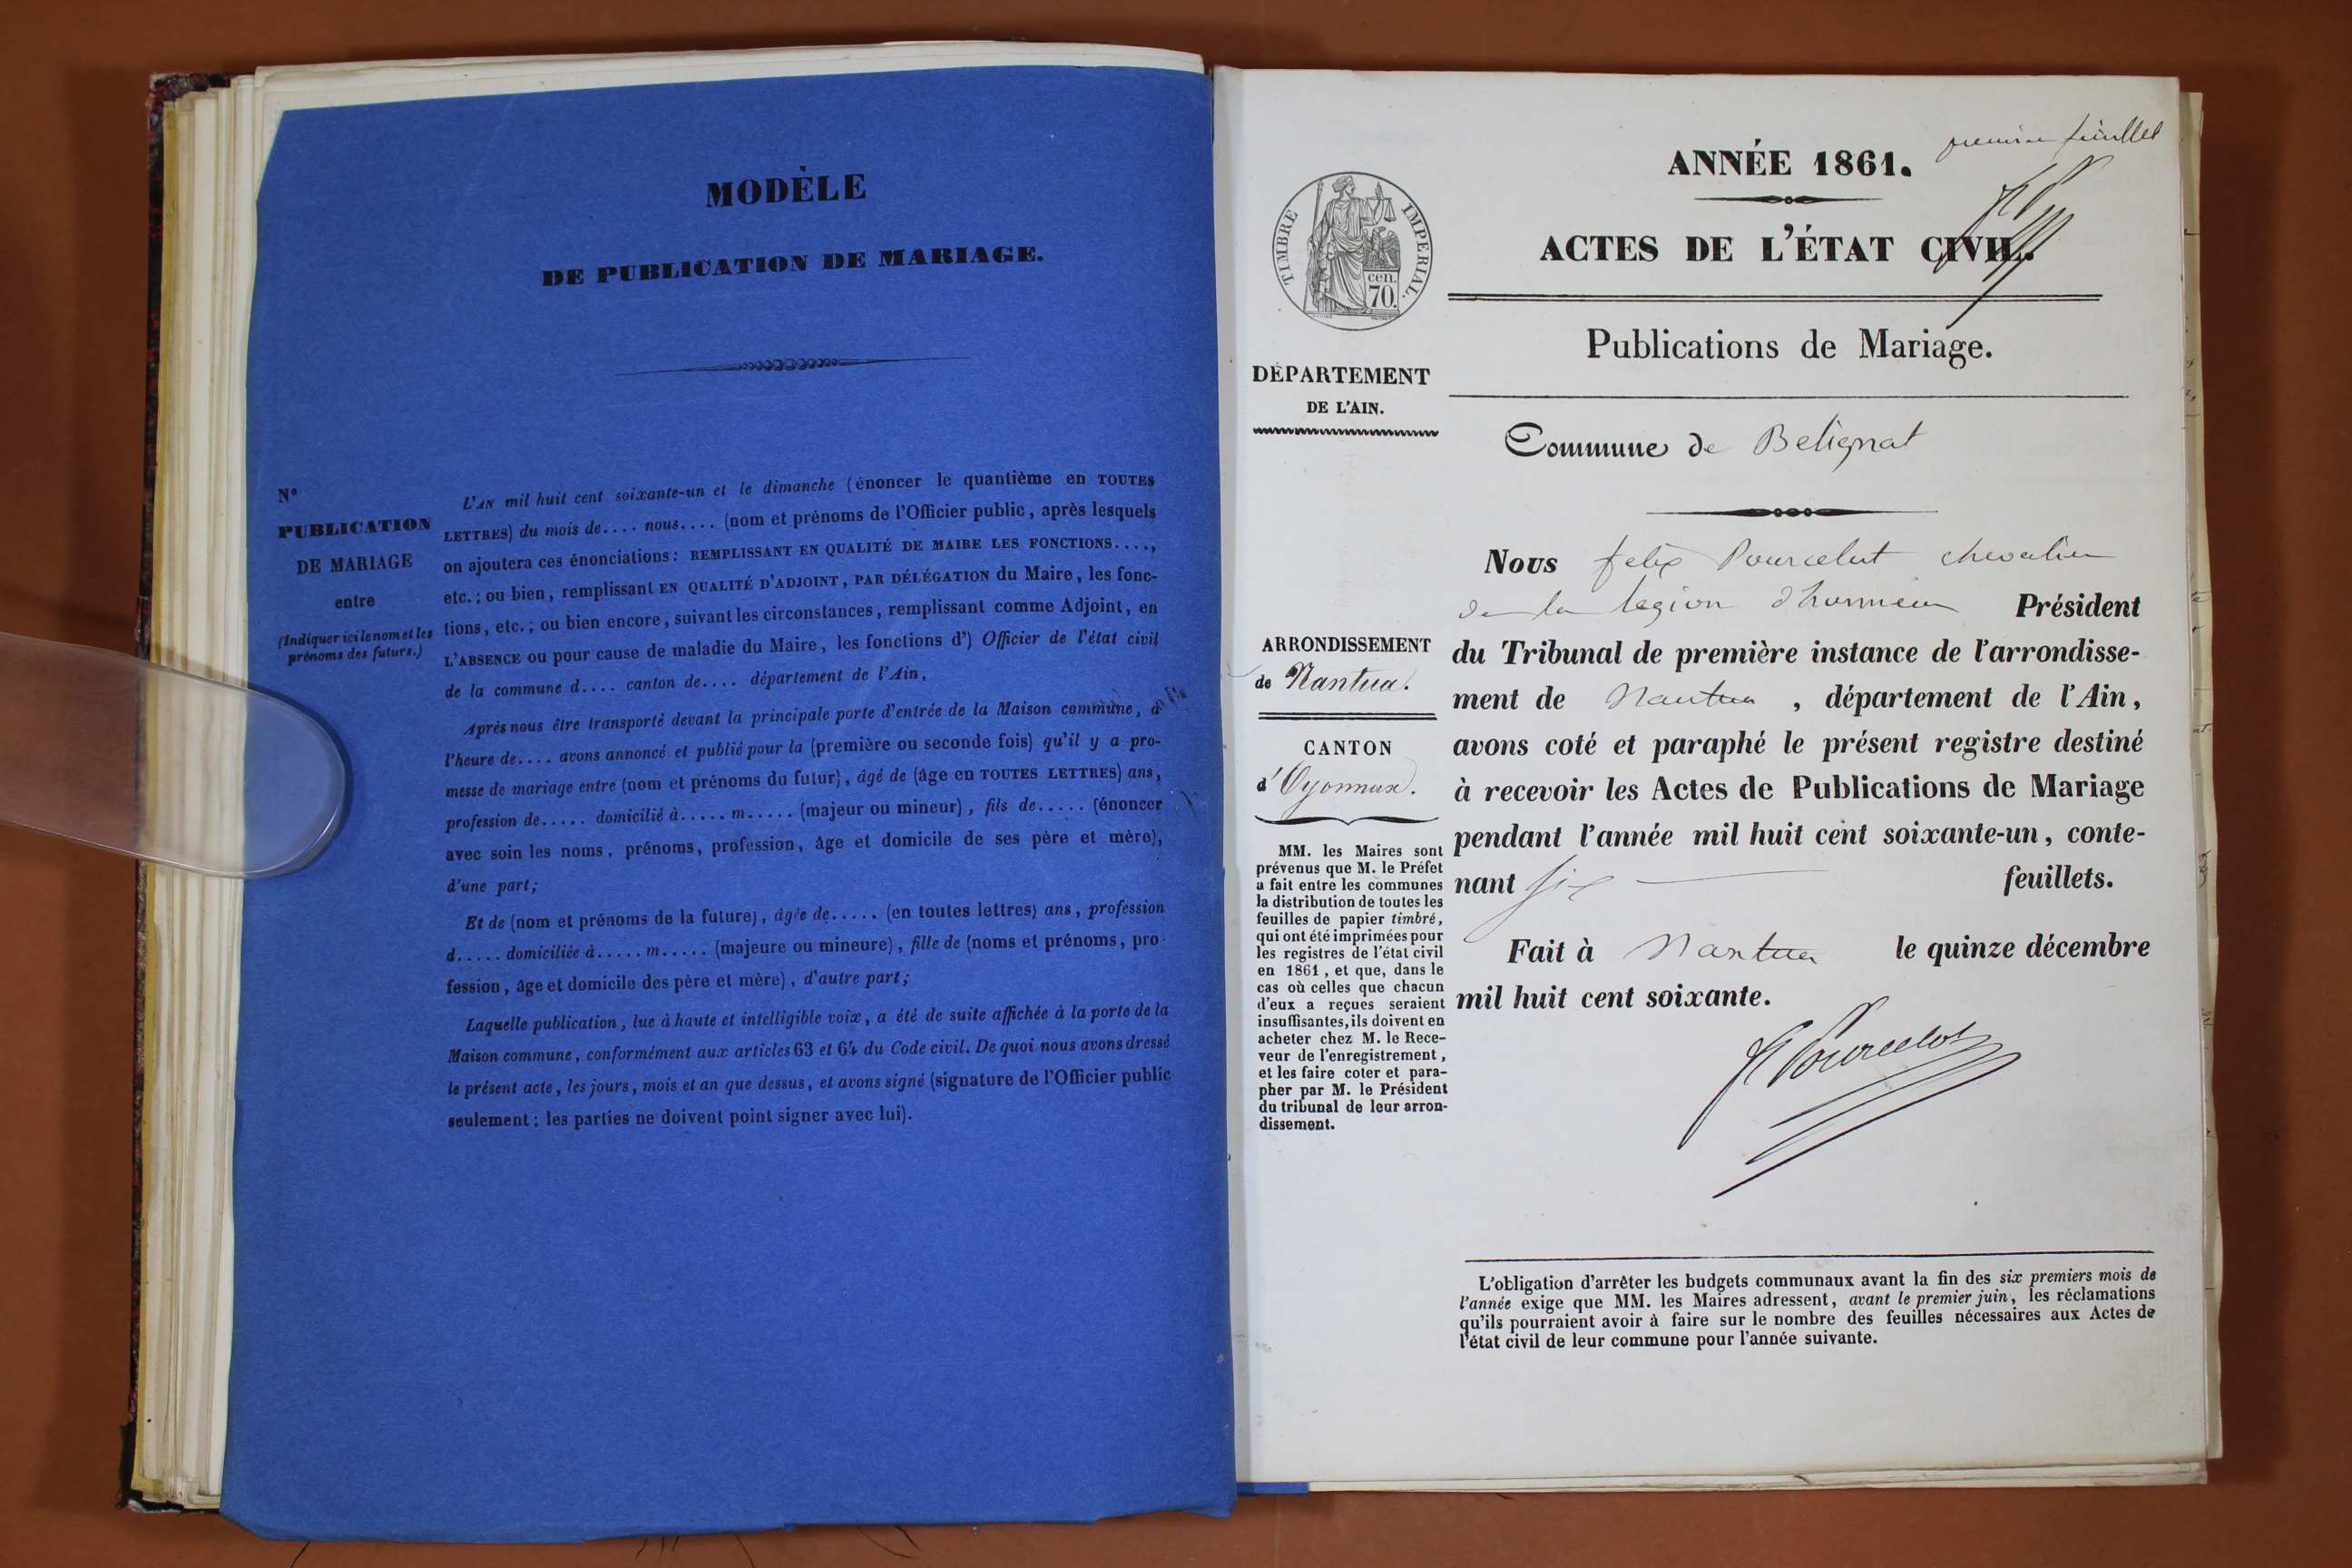 MODÈLE
DE PUBLICATION DE MARIAGE.
N°
PUBLICATION
DE MARIAGE
entre
(Indiquer ici le nom et les
prénoms des futurs.)
L'AN mil huit cent soixante-un et le dimanche (énoncer le quantième en TOUTES
LETTRES) du mois de.... nous.... (nom et prénoms de l'Officier public, après lesquels
on ajoutera ces énonciations: REMPLISSANT EN QUALITÉ DE MAIRE LES FONCTIONS....,
etc.; ou bien, remplissant EN QUALITÉ D'ADJOINT, PAR DÉLÉGATION du Maire, les fonc-
tions, etc.; ou bien encore, suivant les circonstances, remplissant comme Adjoint, en
L'ABSENCE ou pour cause de maladie du Maire, les fonctions d') Officier de l'état civil
de la commune d.... canton de.... département de l'Ain,
Après nous être transporté devant la principale porte d'entrée de la Maison commune, à
l'heure de.... avons annoncé et publié pour la (première ou seconde fois) qu'il y a pro-
messe de mariage entre (nom et prénoms du futur), âgé de (âge en TOUTES LETTRES) ans,
profession de..... domicilié à..... m..... (majeur ou mineur), fils de..... (énoncer
avec soin les noms, prénoms, profession, âge et domicile de ses père et mère),
d'une part;
Et de (nom et prénoms de la future), âgée de..... (en toutes lettres) ans, profession
d..... domiciliée à..... m..... (majeure ou mineure), fille de (noms et prénoms, pro-
fession, âge et domicile des père et mère), d'autre part;
Laquelle publication, lue à haute et intelligible voix, a été de suite affichée à la porte de la
Maison commune, conformément aux articles 63 et 64 du Code civil. De quoi nous avons dressé
le présent acte, les jours, mois et an que dessus, et avons signé (signature de l'Officier public
seulement; les parties ne doivent point signer avec lui).
premier feuillet
ANNÉE 1861.
ACTES DE L'ÉTAT CIVIL.
TIMBRE IMPERIAL.
cen.
70.
Publications de Mariage.
DÉPARTEMENT
DE L'AIN.
Commune de Belignat
ARRONDISSEMENT
de Nantua.
CANTON
d'Oyonnax.
MM. les Maires sont
prévenus que M. le Préfet
a fait entre les communes
la distribution de toutes les
feuilles de papier timbré,
qui ont été imprimées pour
les registres de l'état civil
en 1861, et que, dans le
cas où celles que chacun
d'eux a reçues seraient
insuffisantes, ils doivent en
acheter chez M. le Rece-
veur de l'enregistrement,
et les faire coter et para-
pher par M. le Président
du tribunal de leur arron-
dissement.
Nous felix Pourcelot chevalier
de la legion d'honneur Président
du Tribunal de première instance de l'arrondisse-
ment de Nantua, département de l'Ain,
avons coté et paraphé le présent registre destiné
à recevoir les Actes de Publications de Mariage
pendant l'année mil huit cent soixante-un, conte-
nant six feuillets.
Fait à Nantua le quinze décembre
mil huit cent soixante.
F Pourcelot
L'obligation d'arrêter les budgets communaux avant la fin des six premiers mois de
l'année exige que MM. les Maires adressent, avant le premier juin, les réclamations
qu'ils pourraient avoir à faire sur le nombre des feuilles nécessaires aux Actes de
l'état civil de leur commune pour l'année suivante.